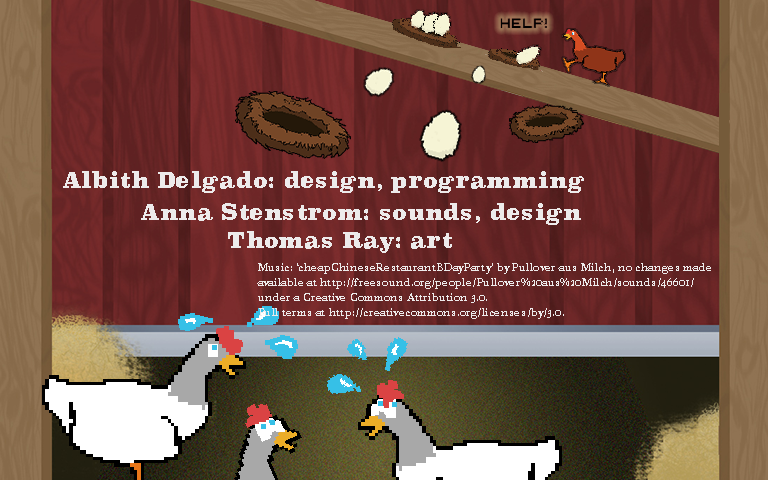 HELP!
Albith Delgado: design, programming
Anna Stenstrom: sounds, design
Thomas Ray: art
Music: 'cheapChineseRestaurantBDayParty' by Pullover aus Milch, no changes made
available at http://freesound.org/people/Pullover%20aus%20Milch/sounds/46601/
under a Creative Commons Attribution 3.0.
Full terms at http://creativecommons.org/licenses/by/3.0.